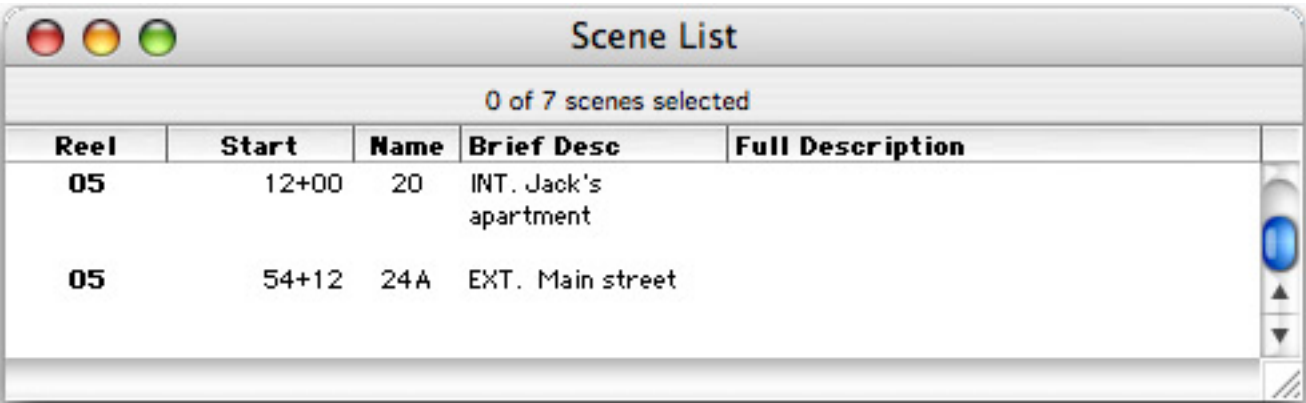 Scene List
0 of 7 scenes selected
Reel Start Name Brief Desc Full Description
05 12+00 20 INT. Jack's
apartment
05 54+12 24A EXT. Main street